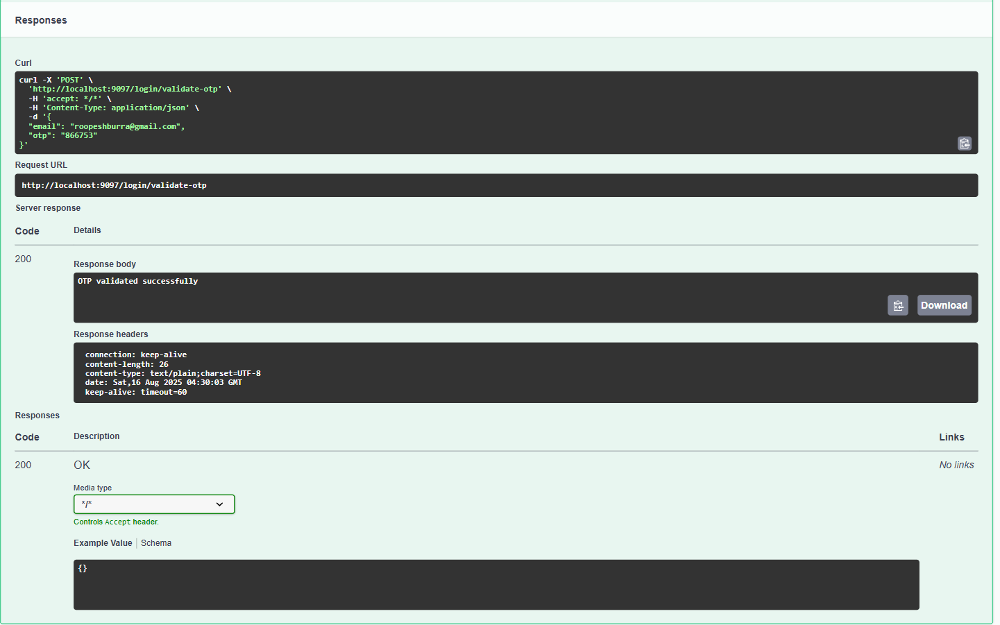 Responses
Curl
curl -X 'POST' \
'http://localhost:9097/login/validate-otp' \
-H 'accept: */*' \
-H 'Content-Type: application/json' \
-d '{
"email": "roopeshburra@gmail.com",
"otp": "866753"
}'
Request URL
http://localhost:9097/login/validate-otp
Server response
Code Details
200
Response body
OTP validated successfully
Download
Response headers
connection: keep-alive
content-length: 26
content-type: text/plain;charset=UTF-8
date: Sat,16 Aug 2025 04:30:03 GMT
keep-alive: timeout=60
Responses
Code Description Links
200 OK No links
Media type
*/*
Controls Accept header.
Example Value | Schema
{}